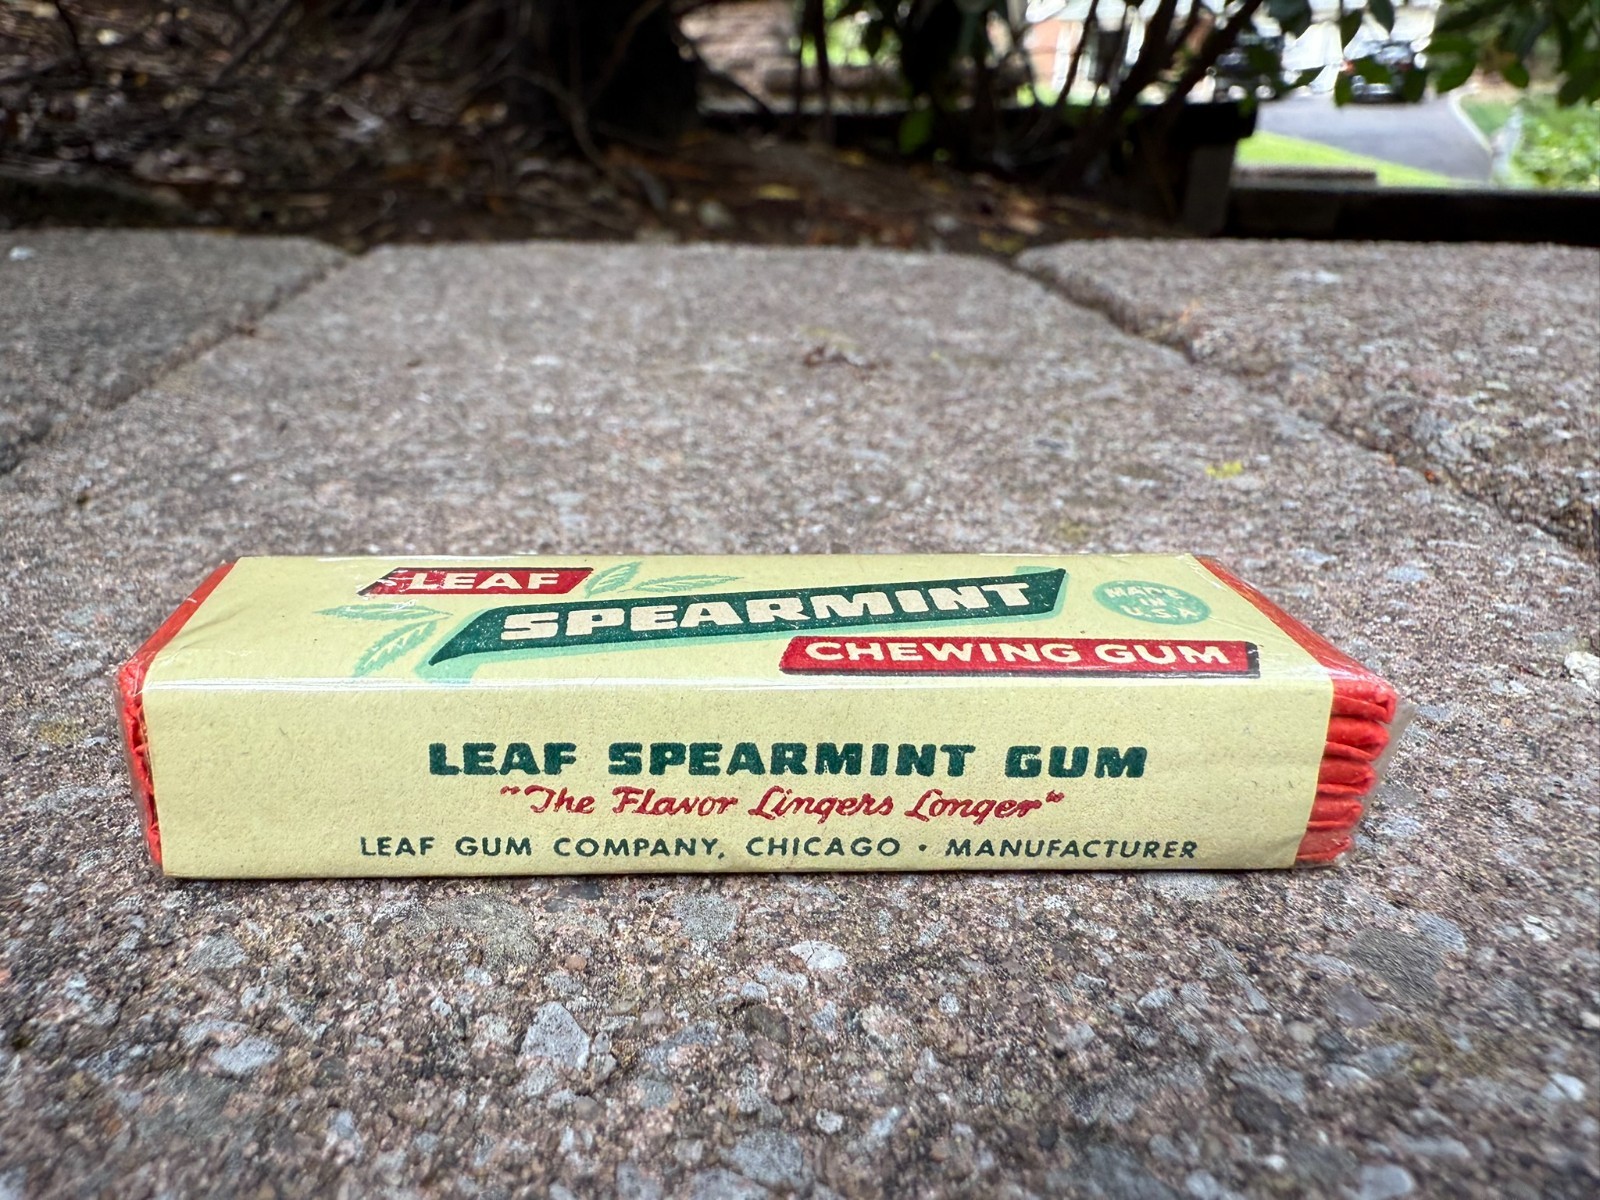 LEAF
SPEARMINT
MADE
IN
U.S.A.
CHEWING GUM
LEAF SPEARMINT GUM
"The Flavor Lingers Longer"
LEAF GUM COMPANY, CHICAGO • MANUFACTURER